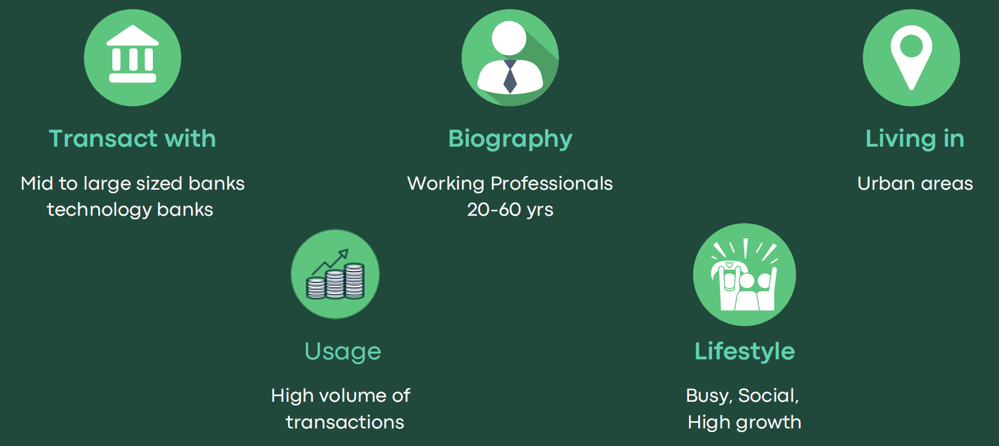 Transact with
Mid to large sized banks
technology banks
Biography
Working Professionals
20-60 yrs
Living in
Urban areas
Usage
High volume of
transactions
Lifestyle
Busy, Social,
High growth